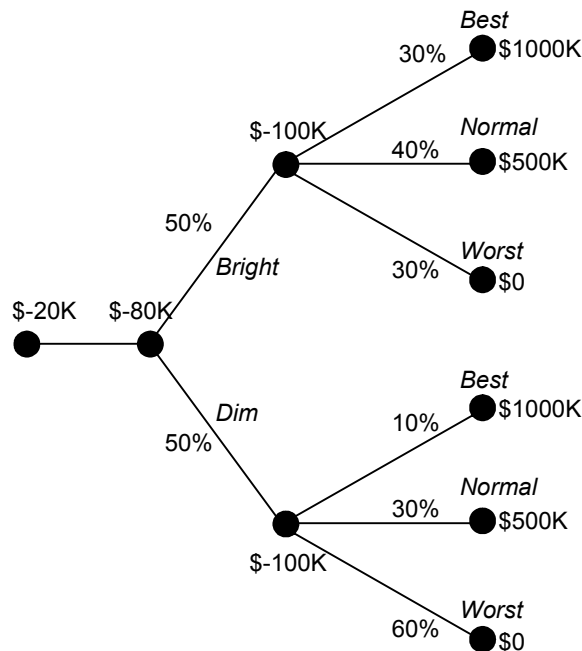 Best
30%
$1000K
$-100K
Normal
40%
$500K
50%
Bright
Worst
30%
$0
$-20K
$-80K
Best
Dim
10%
$1000K
50%
Normal
30%
$500K
$-100K
Worst
60%
$0